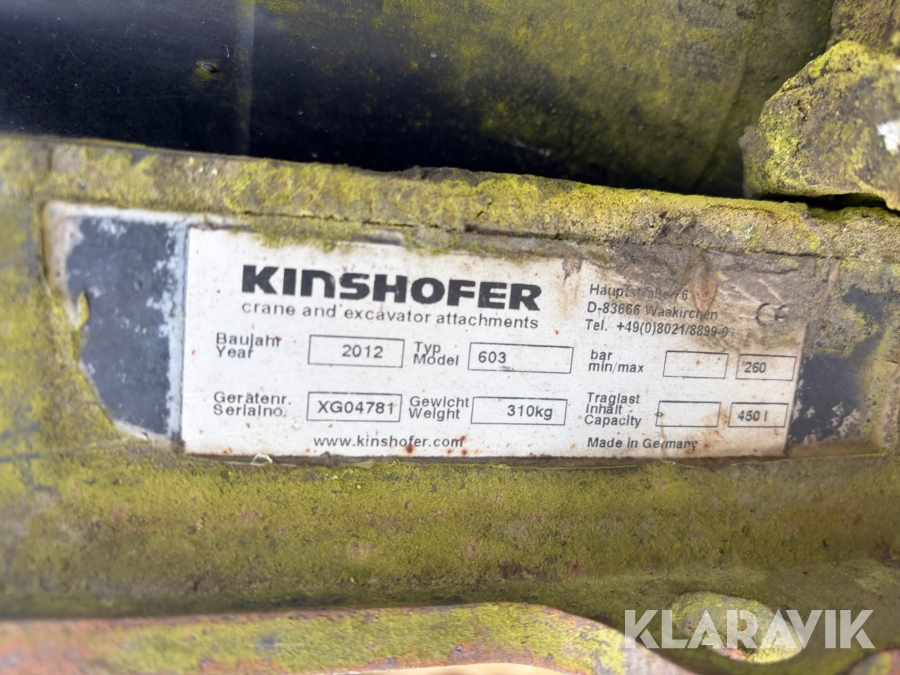 KINSHOFER
crane and excavator attachments
Hauptstraße 76
D-83666 Waakirchen
Tel. +49(0)8021/8899-0
CE
Baujahr
Year
2012
Typ
Model
603
bar
min/max
260
Gerätenr.
Serialno.
XG04781
Gewicht
Weight
310kg
Traglast
Inhalt
Capacity
450 l
www.kinshofer.com
Made in Germany
KLARAVIK